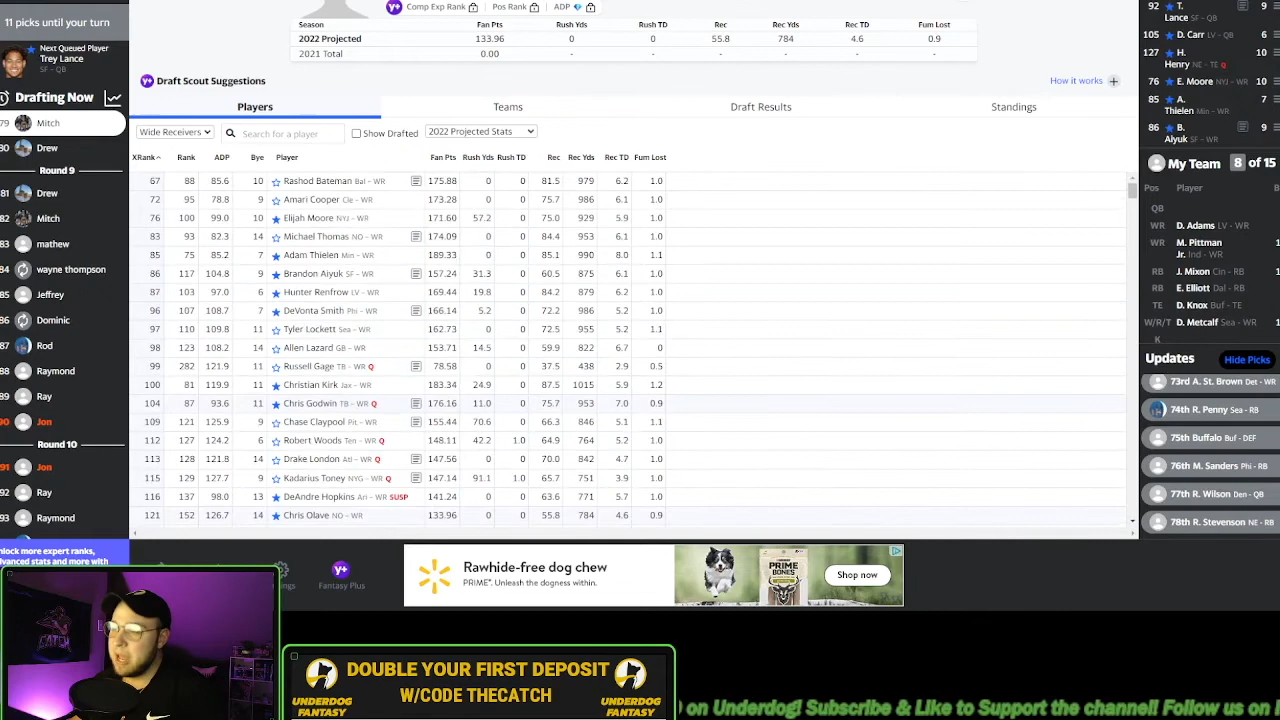 11 picks until your turn
Next Queued Player
Trey Lance
SF - QB
Drafting Now
79 Mitch
80 Drew
Round 9
81 Drew
82 Mitch
83 mathew
84 wayne thompson
85 Jeffrey
86 Dominic
87 Rod
88 Raymond
89 Ray
90 Jon
Round 10
91 Jon
92 Ray
93 Raymond
nlock more expert ranks,
dvanced stats and more with
Comp Exp Rank Pos Rank ADP
Season Fan Pts Rush Yds Rush TD Rec Rec Yds Rec TD Fum Lost
2022 Projected 133.96 0 0 55.8 784 4.6 0.9
2021 Total 0.00 - - - - - -
Y+ Draft Scout Suggestions How it works +
Players Teams Draft Results Standings
Wide Receivers Search for a player Show Drafted 2022 Projected Stats
XRank Rank ADP Bye Player Fan Pts Rush Yds Rush TD Rec Rec Yds Rec TD Fum Lost
67 88 85.6 10 Rashod Bateman Bal - WR 175.88 0 0 81.5 979 6.2 1.0
72 95 78.8 9 Amari Cooper Cle - WR 173.28 0 0 75.7 986 6.1 1.0
76 100 99.0 10 Elijah Moore NYJ - WR 171.60 57.2 0 75.0 929 5.9 1.0
83 93 82.3 14 Michael Thomas NO - WR 174.09 0 0 84.4 953 6.1 1.0
85 75 85.2 7 Adam Thielen Min - WR 189.33 0 0 85.1 990 8.0 1.1
86 117 104.8 9 Brandon Aiyuk SF - WR 157.24 31.3 0 60.5 875 6.1 1.0
87 103 97.0 6 Hunter Renfrow LV - WR 169.44 19.8 0 84.2 879 6.2 1.0
96 107 108.7 7 DeVonta Smith Phi - WR 166.14 5.2 0 72.2 986 5.2 1.0
97 110 109.8 11 Tyler Lockett Sea - WR 162.73 0 0 72.5 955 5.2 1.1
98 123 108.2 14 Allen Lazard GB - WR 153.71 14.5 0 59.9 822 6.7 0
99 282 121.9 11 Russell Gage TB - WR Q 78.58 0 0 37.5 438 2.9 0.5
100 81 119.9 11 Christian Kirk Jax - WR 183.34 24.9 0 87.5 1015 5.9 1.2
104 87 93.6 11 Chris Godwin TB - WR Q 176.16 11.0 0 75.7 953 7.0 0.9
109 121 125.9 9 Chase Claypool Pit - WR 155.44 70.6 0 66.3 846 5.1 1.1
112 127 124.2 6 Robert Woods Ten - WR Q 148.11 42.2 1.0 64.9 764 5.2 1.0
113 128 121.8 14 Drake London Atl - WR Q 147.56 0 0 70.0 842 4.7 1.0
115 129 127.7 9 Kadarius Toney NYG - WR Q 147.14 91.1 1.0 65.7 751 3.9 1.0
116 137 98.0 13 DeAndre Hopkins Ari - WR SUSP 141.24 0 0 63.6 771 5.7 1.0
121 152 126.7 14 Chris Olave NO - WR 133.96 0 0 55.8 784 4.6 0.9
92 T. Lance SF - QB 6
105 D. Carr LV - QB 6
127 H. Henry NE - TE Q 10
76 E. Moore NYJ - WR 10
85 A. Thielen Min - WR 7
86 B. Aiyuk SF - WR 9
My Team 8 of 15
Pos Player
QB
WR D. Adams LV - WR
WR M. Pittman Jr. Ind - WR
RB J. Mixon Cin - RB
RB E. Elliott Dal - RB
TE D. Knox Buf - TE
W/R/T D. Metcalf Sea - WR
K
Updates Hide Picks
73rd A. St. Brown Det - WR
74th R. Penny Sea - RB
75th Buffalo Buf - DEF
76th M. Sanders Phi - RB
77th R. Wilson Den - QB
78th R. Stevenson NE - RB
Fantasy Plus
Rawhide-free dog chew
PRIME™. Unleash the dogness within.
PRIME BONES
Shop now
CATCH
DOUBLE YOUR FIRST DEPOSIT
W/CODE THECATCH
UNDERDOG FANTASY
UNDERDOG FANTASY
on Underdog! Subscribe & Like to Support the channel! Follow us on